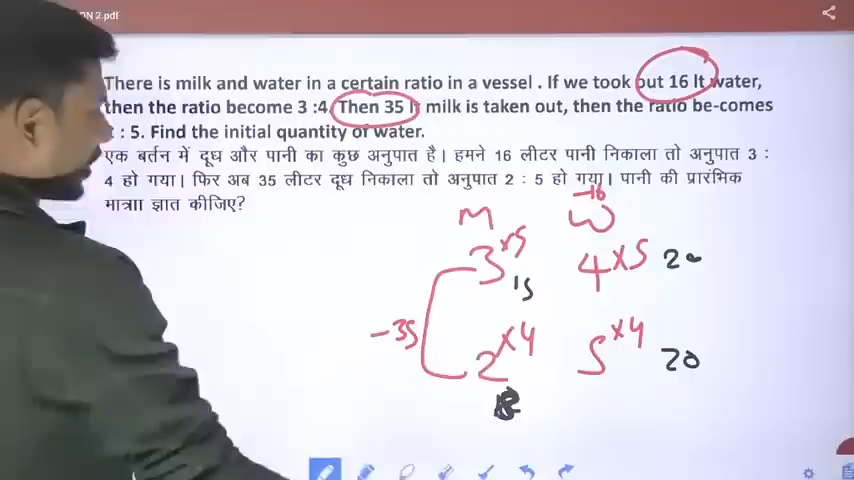 N 2.pdf
There is milk and water in a certain ratio in a vessel . If we took out 16 lt water,
then the ratio become 3 :4. Then 35 lt milk is taken out, then the ratio be-comes
: 5. Find the initial quantity of water.
एक बर्तन में दूध और पानी का कुछ अनुपात है। हमने 16 लीटर पानी निकाला तो अनुपात 3 :
4 हो गया। फिर अब 35 लीटर दूध निकाला तो अनुपात 2 : 5 हो गया। पानी की प्रारंभिक
मात्राा ज्ञात कीजिए?
-16
M W
3 ×5 15 4×5 20
-35
2 ×4 5 ×4 20